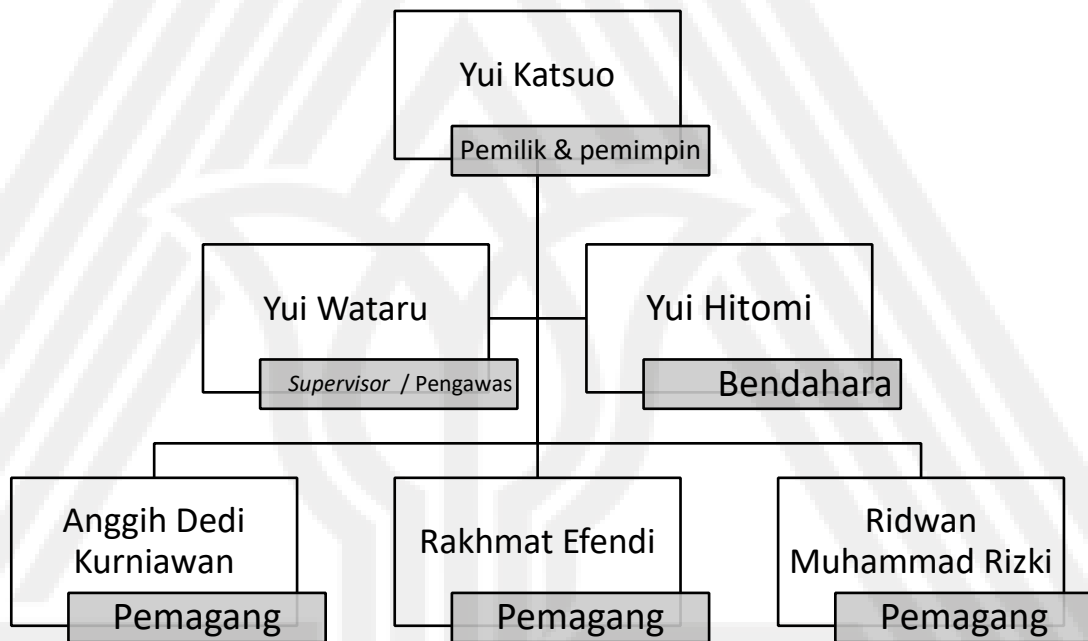 Yui Katsuo
Pemilik & pemimpin
Yui Wataru
Supervisor / Pengawas
Yui Hitomi
Bendahara
Anggih Dedi
Kurniawan
Pemagang
Rakhmat Efendi
Pemagang
Ridwan
Muhammad Rizki
Pemagang